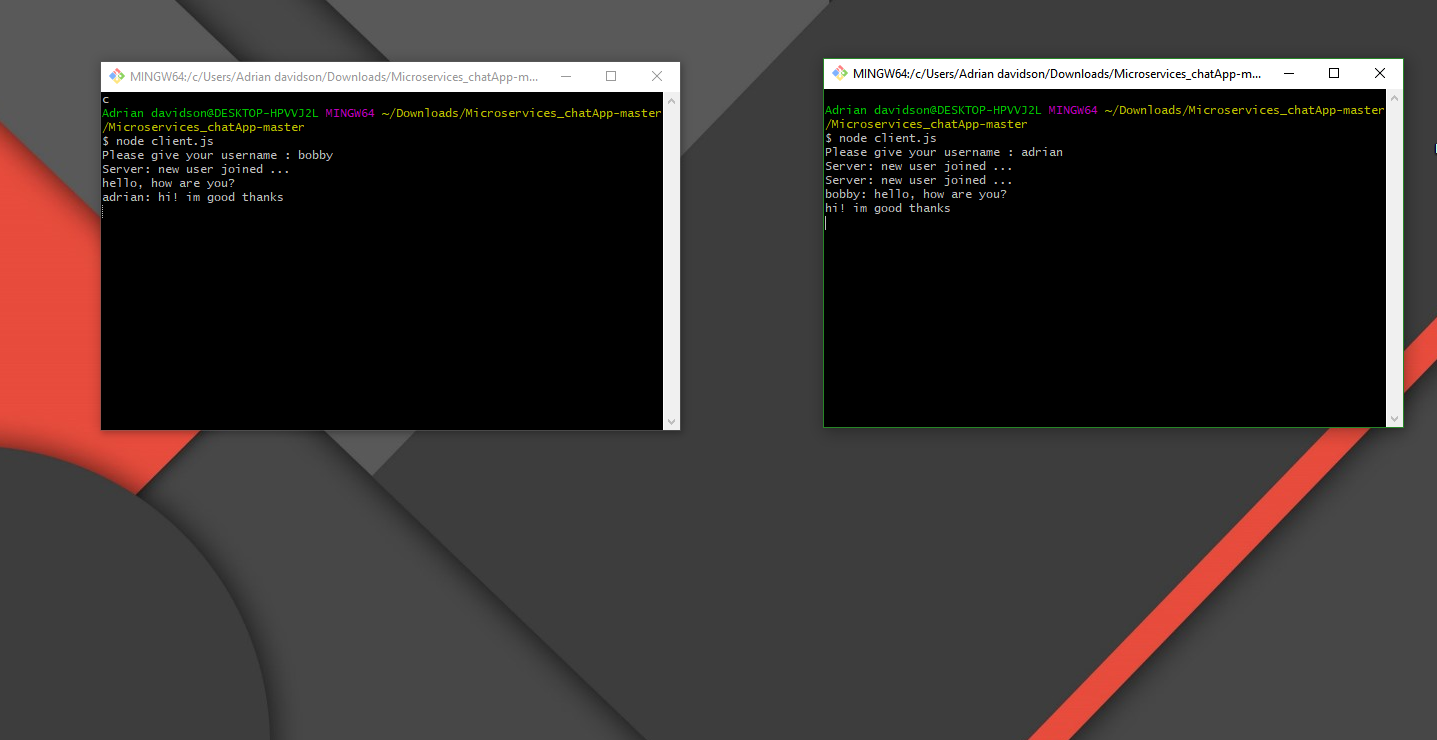 MINGW64:/c/Users/Adrian davidson/Downloads/Microservices_chatApp-m...
c
Adrian davidson@DESKTOP-HPVVJ2L MINGW64 ~/Downloads/Microservices_chatApp-master
/Microservices_chatApp-master
$ node client.js
Please give your username : bobby
Server: new user joined ...
hello, how are you?
adrian: hi! im good thanks
MINGW64:/c/Users/Adrian davidson/Downloads/Microservices_chatApp-m...
Adrian davidson@DESKTOP-HPVVJ2L MINGW64 ~/Downloads/Microservices_chatApp-master
/Microservices_chatApp-master
$ node client.js
Please give your username : adrian
Server: new user joined ...
Server: new user joined ...
bobby: hello, how are you?
hi! im good thanks